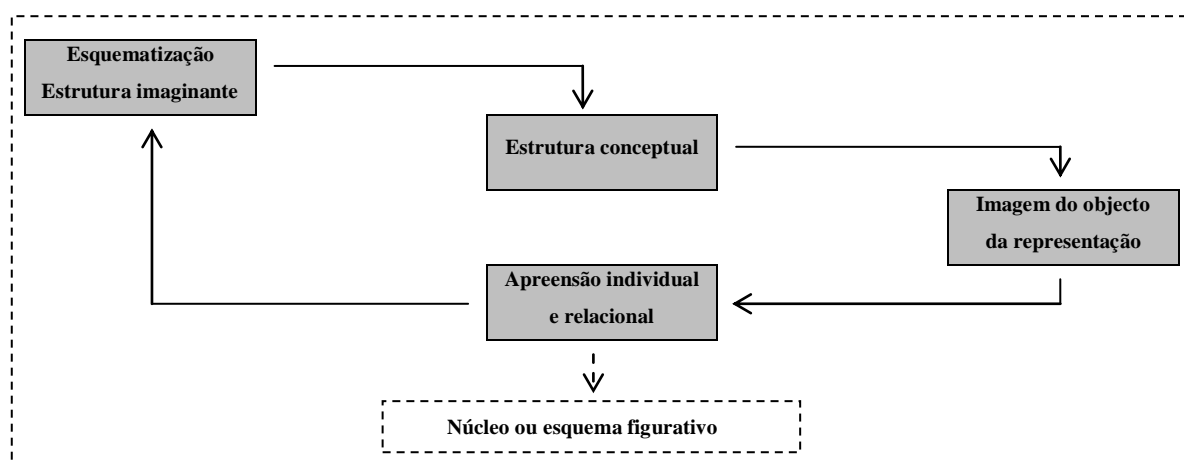 Esquematização
Estrutura imaginante
Estrutura conceptual
Imagem do objecto
da representação
Apreensão individual
e relacional
Núcleo ou esquema figurativo